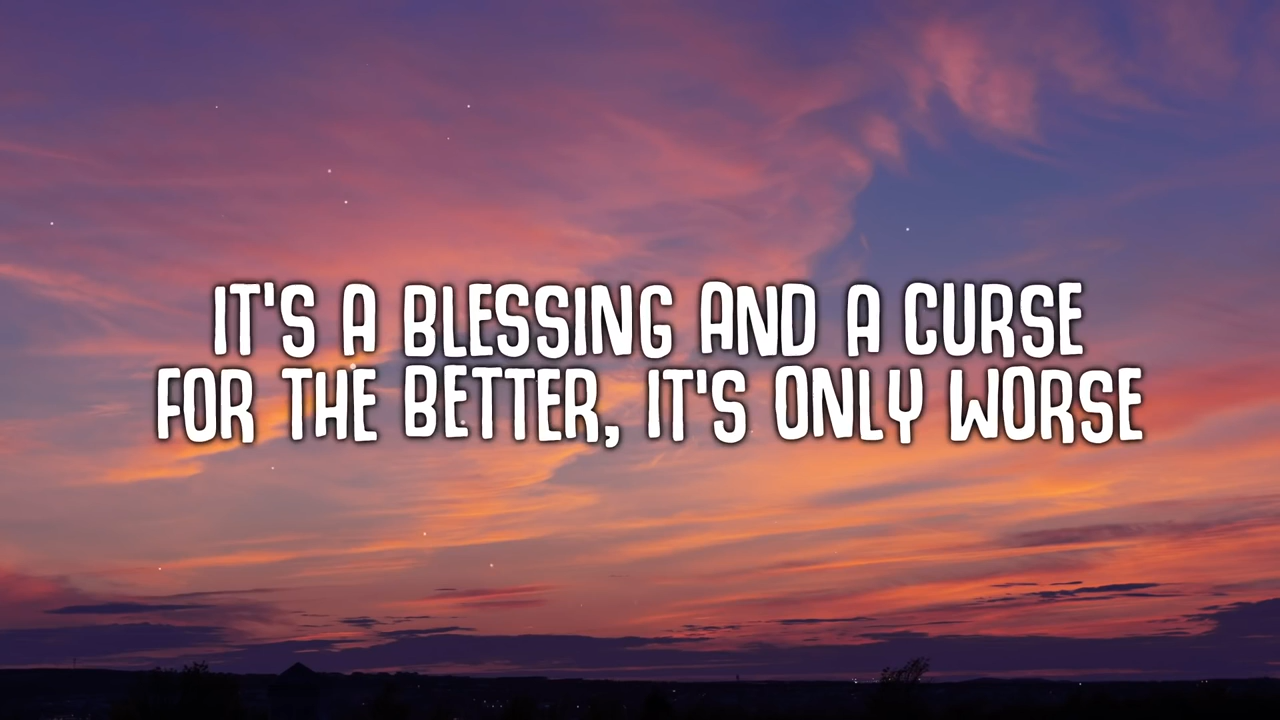 IT'S A BLESSING AND A CURSE
FOR THE BETTER, IT'S ONLY WORSE